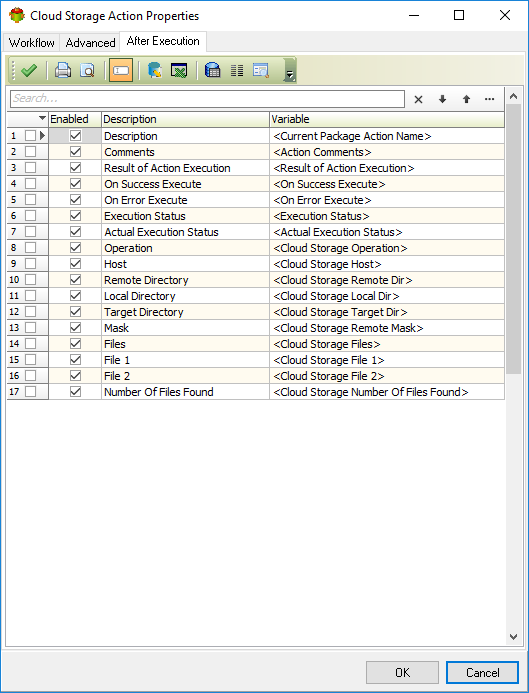 Cloud Storage Action Properties
Workflow Advanced After Execution
Search...
Enabled Description Variable
1 Description <Current Package Action Name>
2 Comments <Action Comments>
3 Result of Action Execution <Result of Action Execution>
4 On Success Execute <On Success Execute>
5 On Error Execute <On Error Execute>
6 Execution Status <Execution Status>
7 Actual Execution Status <Actual Execution Status>
8 Operation <Cloud Storage Operation>
9 Host <Cloud Storage Host>
10 Remote Directory <Cloud Storage Remote Dir>
11 Local Directory <Cloud Storage Local Dir>
12 Target Directory <Cloud Storage Target Dir>
13 Mask <Cloud Storage Remote Mask>
14 Files <Cloud Storage Files>
15 File 1 <Cloud Storage File 1>
16 File 2 <Cloud Storage File 2>
17 Number Of Files Found <Cloud Storage Number Of Files Found>
OK Cancel